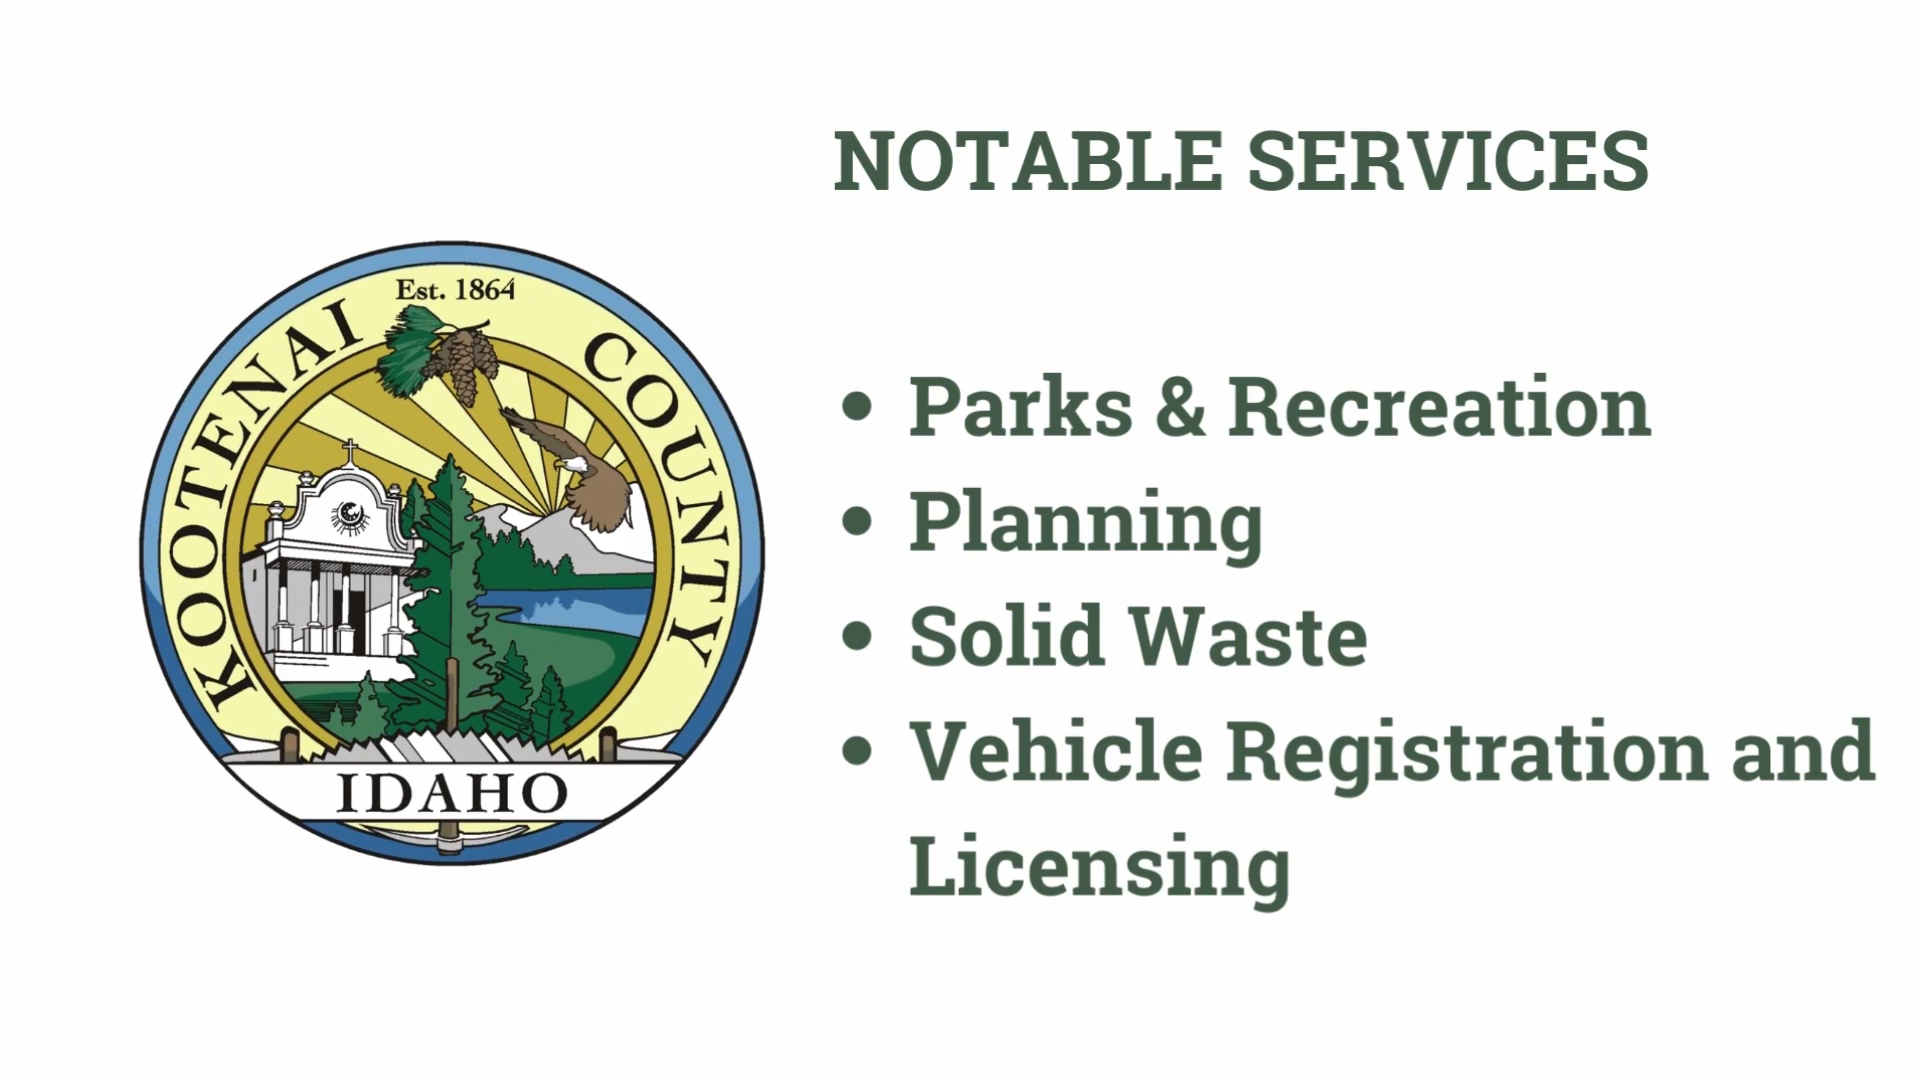 NOTABLE SERVICES
Est. 1864
KOOTENAI COUNTY
IDAHO
• Parks & Recreation
• Planning
• Solid Waste
• Vehicle Registration and
Licensing